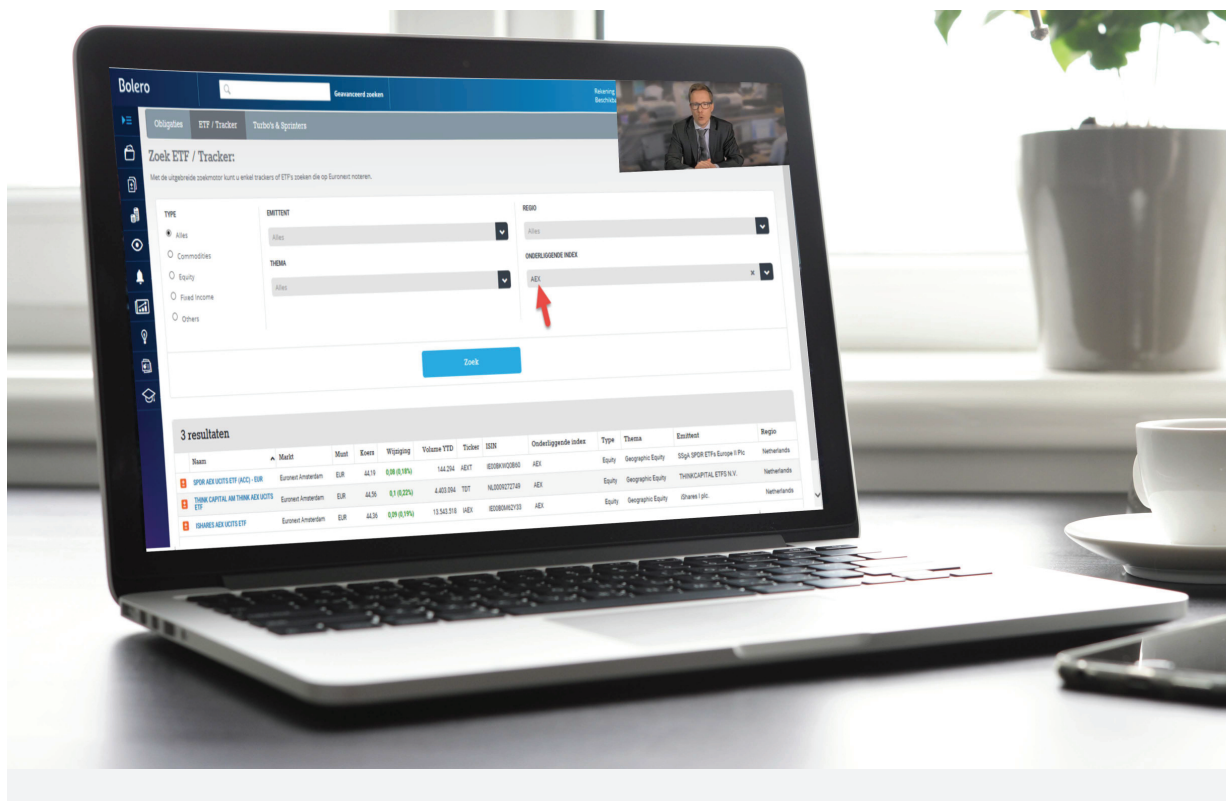 Bolero
Geavanceerd zoeken
Rekening
Obligaties ETF / Tracker Turbo's & Sprinters
Zoek ETF / Tracker:
Met de uitgebreide zoekmotor kunt u enkel trackers of ETP's zoeken die op Euronext noteren.
TYPE EMITTENT REGIO
Alles Alles Alles
Commodities THEMA ONDERLIGGENDE INDEX
Equity Alles AEX x
Fixed Income
Others
Zoek
3 resultaten
Naam Markt Munt Koers Wijziging Volume YTD Ticker ISIN Onderliggende index Type Thema Emittent Regio
SPDR AEX UCITS ETF (ACC) - EUR Euronext Amsterdam EUR 44,19 0,08 (0,18%) 144.294 AEXT IE00BKWQ0B60 AEX Equity Geographic Equity SSgA SPDR ETFs Europe II Plc Netherlands
THINK CAPITAL AM THINK AEX UCITS ETF Euronext Amsterdam EUR 44,56 0,1 (0,22%) 4.403.094 TDT NL0009272749 AEX Equity Geographic Equity THINKCAPITAL ETFS N.V. Netherlands
ISHARES AEX UCITS ETF Euronext Amsterdam EUR 44,36 0,09 (0,19%) 13.543.518 IAEX IE00B0M62Y33 AEX Equity Geographic Equity iShares I plc. Netherlands